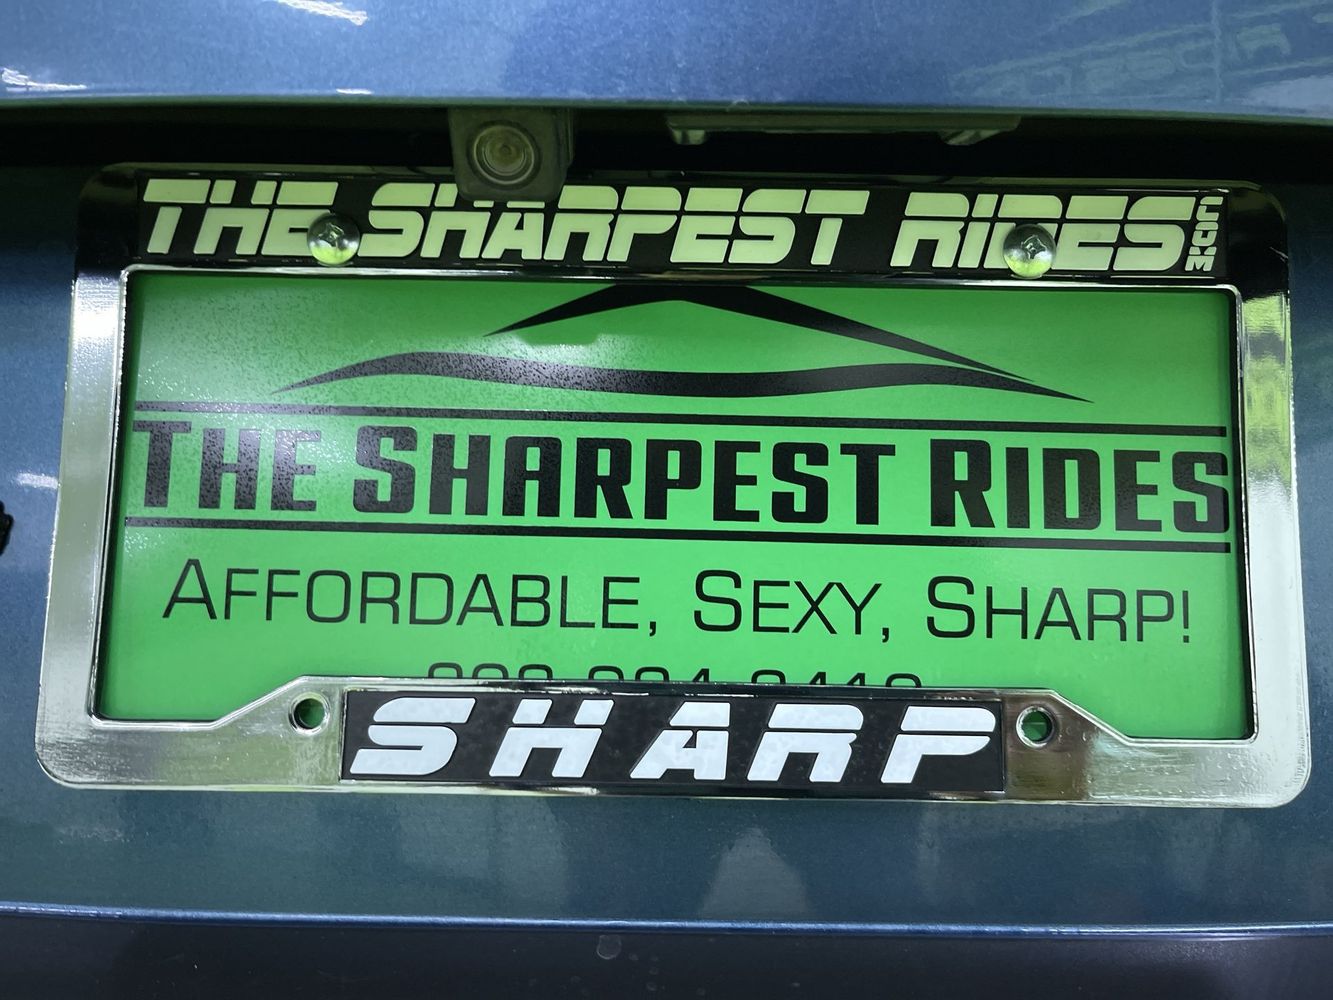 THE SHARPEST RIDES.COM
THE SHARPEST RIDES
AFFORDABLE, SEXY, SHARP!
SHARP